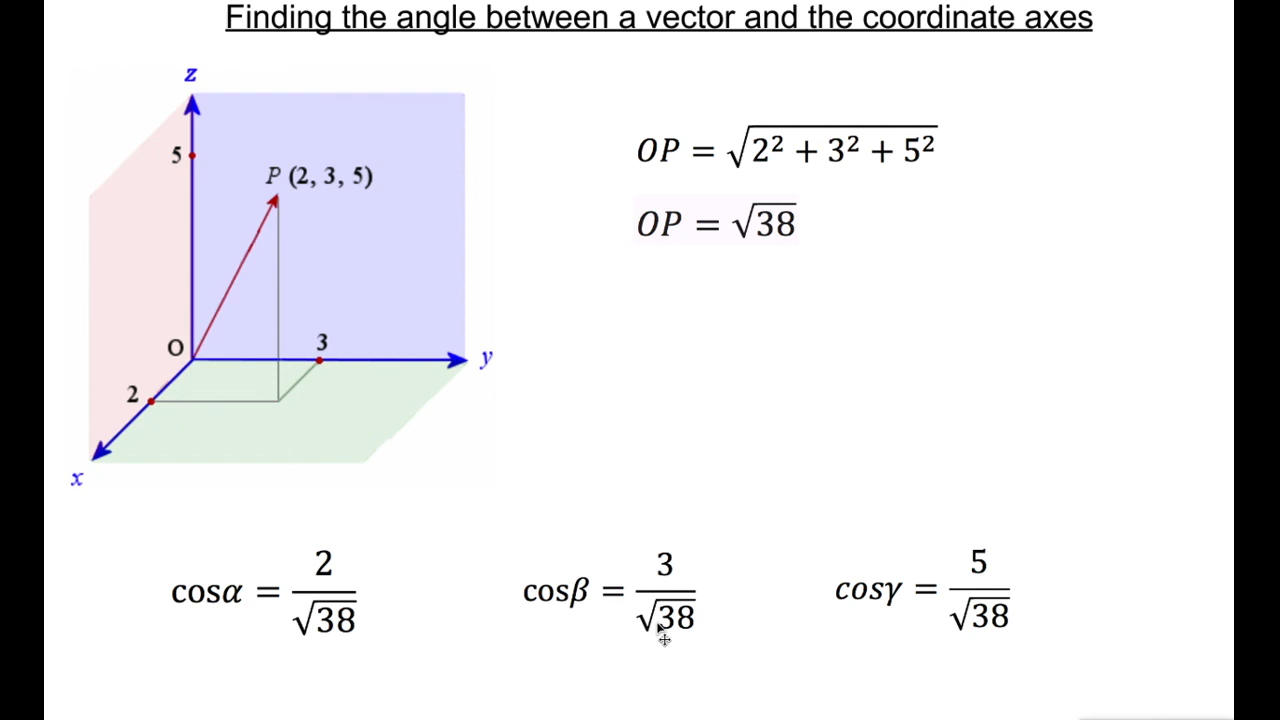 Finding the angle between a vector and the coordinate axes
z
5
P (2, 3, 5)
O
3
y
2
x
OP = √(2² + 3² + 5²)
OP = √38
cosα = 2/√38
cosβ = 3/√38
cosγ = 5/√38